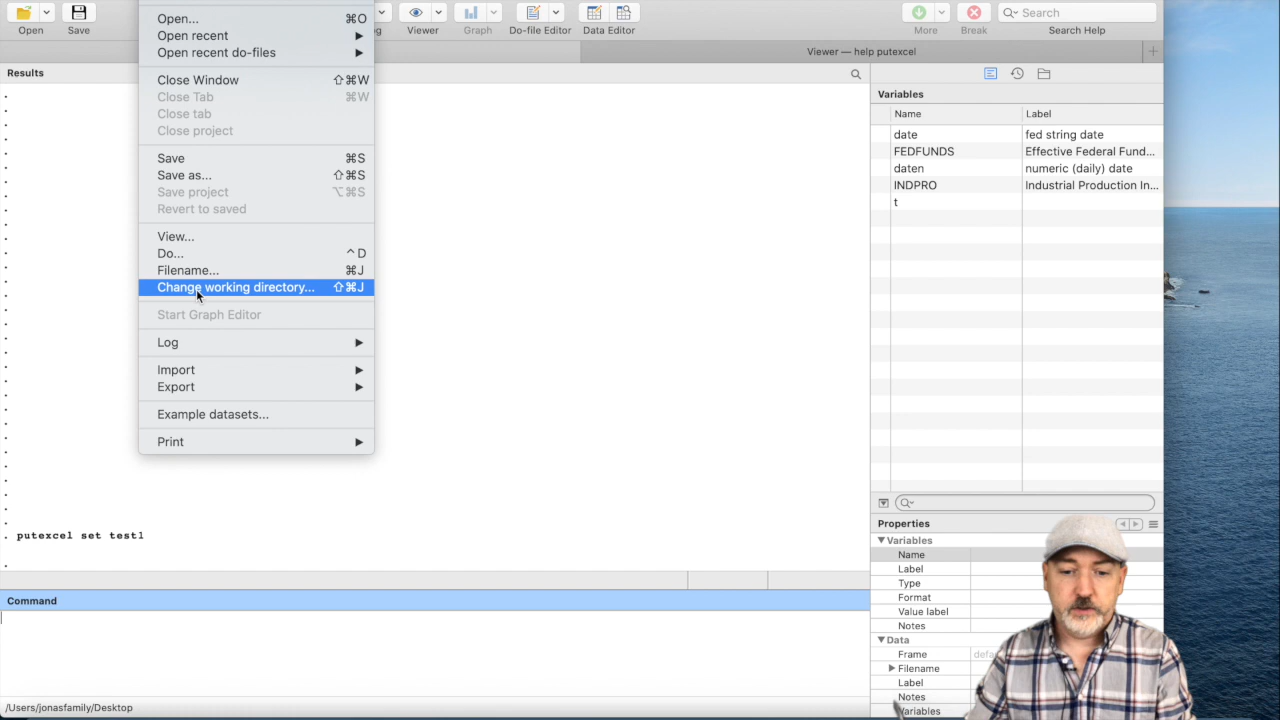 Open
Save
Open... ⌘O
Open recent ▶
Open recent do-files ▶
Close Window ⇧⌘W
Close Tab ⌘W
Close tab
Close project
Save ⌘S
Save as... ⇧⌘S
Save project ⌥⌘S
Revert to saved
View...
Do... ^D
Filename... ⌘J
Change working directory... ⇧⌘J
Start Graph Editor
Log ▶
Import ▶
Export ▶
Example datasets...
Print ▶
Viewer
Graph
Do-file Editor
Data Editor
More
Break
Search
Search Help
Viewer — help putexcel
Results
. putexcel set test1
.
Command
/Users/jonasfamily/Desktop
Variables
Name Label
date fed string date
FEDFUNDS Effective Federal Fund...
daten numeric (daily) date
INDPRO Industrial Production In...
t
Properties
Variables
Name
Label
Type
Format
Value label
Notes
Data
Frame
Filename
Label
Notes
Variables